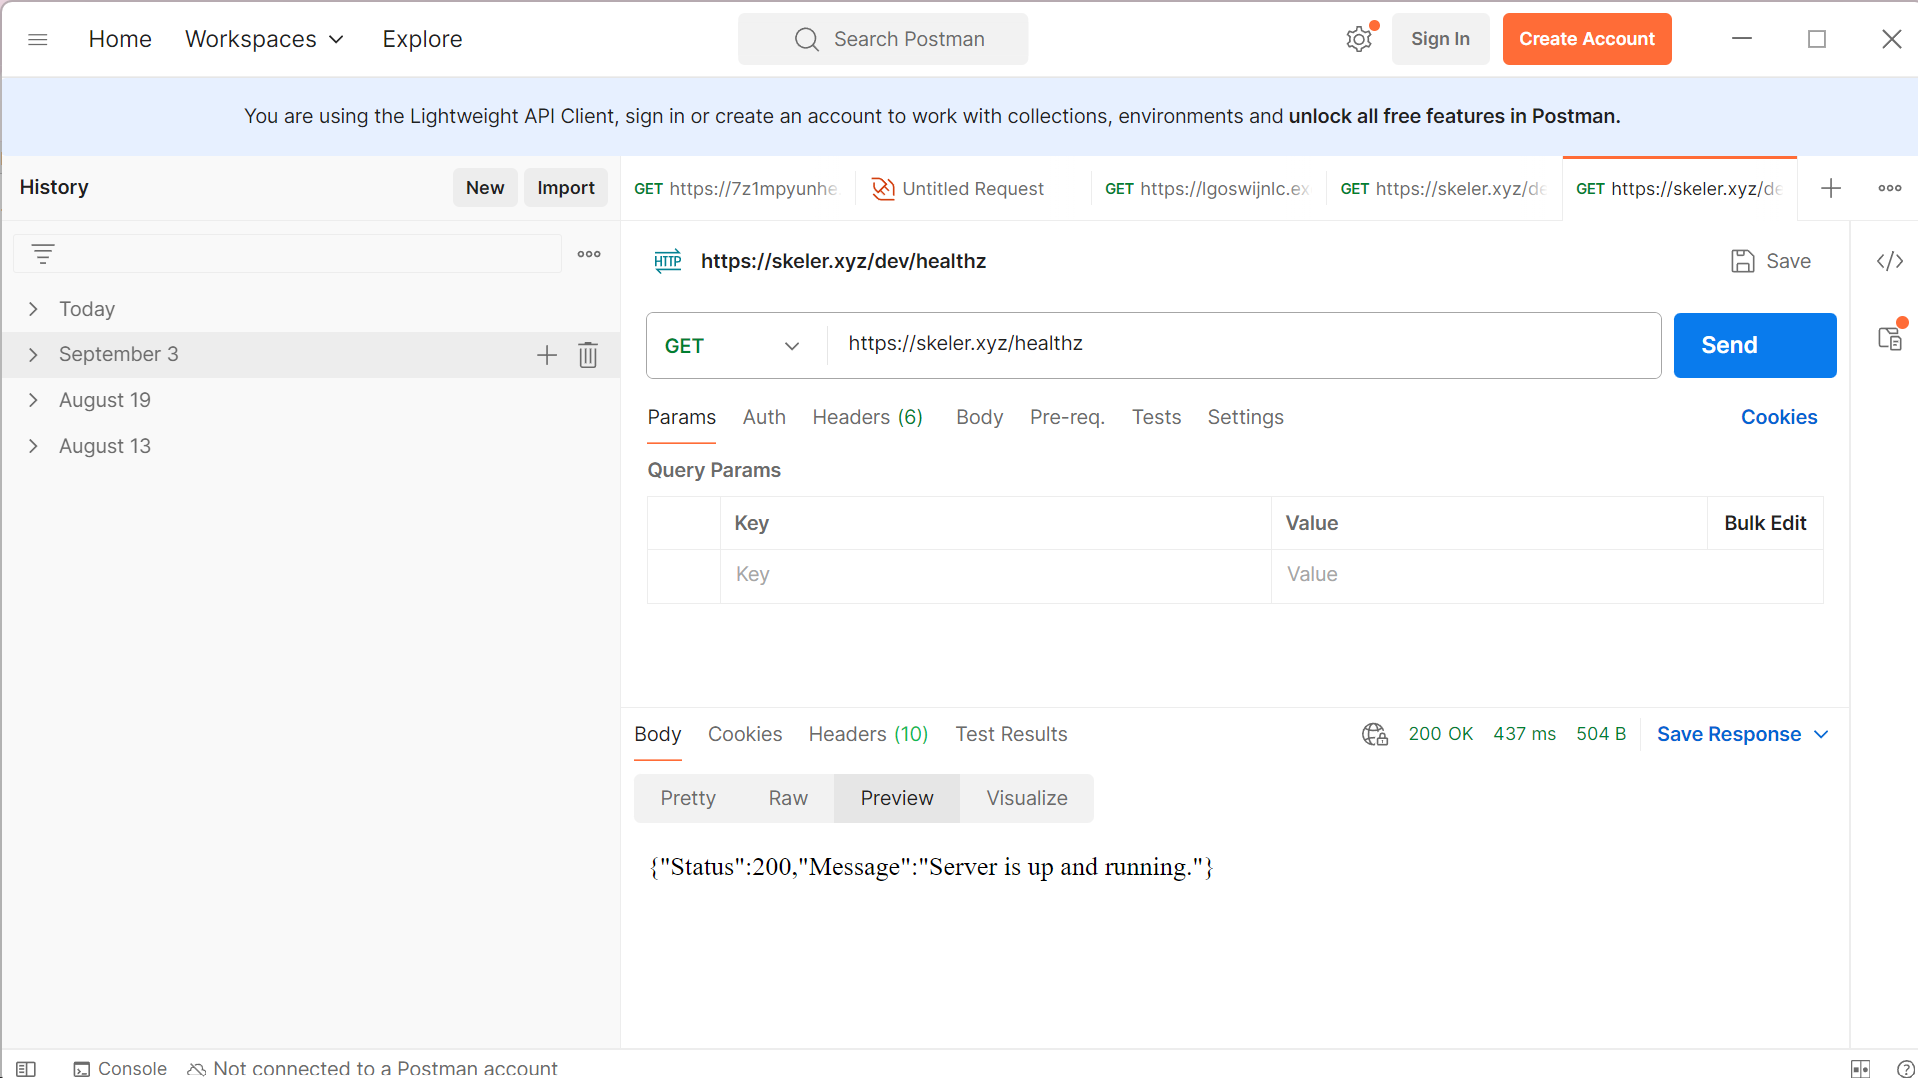 Home
Workspaces
Explore
Search Postman
Sign In
Create Account
You are using the Lightweight API Client, sign in or create an account to work with collections, environments and unlock all free features in Postman.
History
New
Import
GET https://7z1mpyunhe
Untitled Request
GET https://lgoswijnlc.ex
GET https://skeler.xyz/de
GET https://skeler.xyz/de
HTTP
https://skeler.xyz/dev/healthz
Save
Today
September 3
August 19
August 13
GET
https://skeler.xyz/healthz
Send
Params
Auth
Headers (6)
Body
Pre-req.
Tests
Settings
Cookies
Query Params
Key
Value
Bulk Edit
Key
Value
Body
Cookies
Headers (10)
Test Results
200 OK
437 ms
504 B
Save Response
Pretty
Raw
Preview
Visualize
{"Status":200,"Message":"Server is up and running."}
Console
Not connected to a Postman account